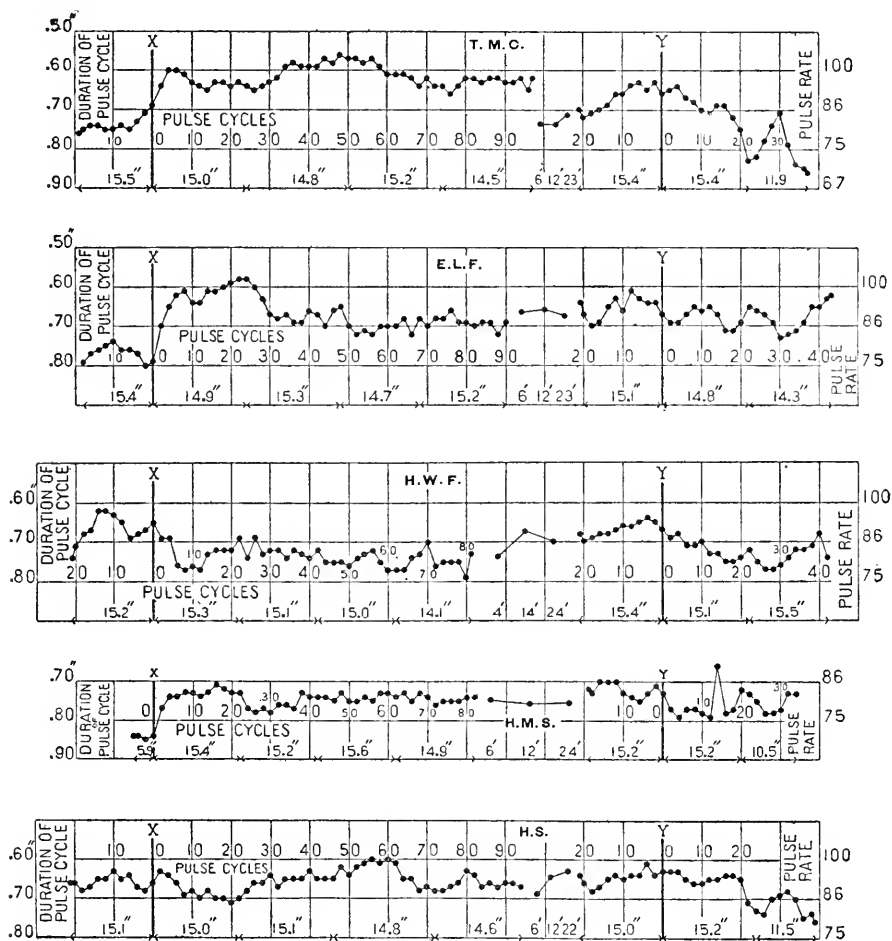 .50″ X T. M. C. Y
DURATION OF PULSE CYCLE
.60 100
PULSE RATE
.70 86
PULSE CYCLES
10 0 10 20 30 40 50 60 70 80 90 6′ 12′ 23′ 20 10 0 10 20 30
.80 75
.90 15.5″ 15.0″ 14.8″ 15.2″ 14.5″ 15.4″ 15.4″ 11.9 67
.50″ X E. L. F. Y
DURATION OF PULSE CYCLE
.60 100
.70 86
PULSE CYCLES
.80 10 0 10 20 30 40 50 60 70 80 90 20 10 0 10 20 30 40 75
PULSE RATE
15.4″ 14.9″ 15.3″ 14.7″ 15.2″ 6′ 12′ 23′ 15.1″ 14.8″ 14.3″
X H. W. F. Y
DURATION OF PULSE CYCLE
.60″ 100
PULSE RATE
.70 86
10 60 80 30
.80 75
20 10 0 20 30 40 50 70 20 10 0 10 20 40
PULSE CYCLES
15.2″ 15.3″ 15.1″ 15.0″ 14.1″ 4′ 14′ 24′ 15.4″ 15.1″ 15.5″
X Y
.70″ 86
DURATION OF PULSE CYCLE
0 10 20 30 40 50 60 70 80 20 10 0 10 20 30
.80 PULSE CYCLES H.M.S. 75
PULSE RATE
.90 5.9″ 15.4″ 15.2″ 15.6″ 14.9″ 6′ 12′ 24′ 15.2″ 15.2″ 10.5″
X H.S. Y
DURATION OF PULSE CYCLE
10 0 10 20 30 40 50 60 70 80 90 20 10 0 10 20
.60″ 100
PULSE CYCLES
PULSE RATE
.70 86
15.1″ 15.0″ 15.1″ 14.8″ 14.6″ 6′ 12′ 22′ 15.0″ 15.2″ 11.5″ 75